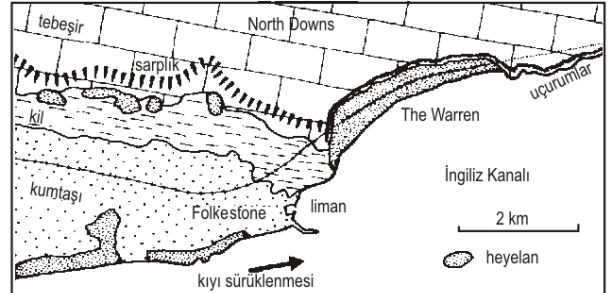 tebeşir
North Downs
sarplık
uçurumlar
The Warren
kil
İngiliz Kanalı
kumtaşı
Folkestone
liman
2 km
heyelan
kıyı sürüklenmesi